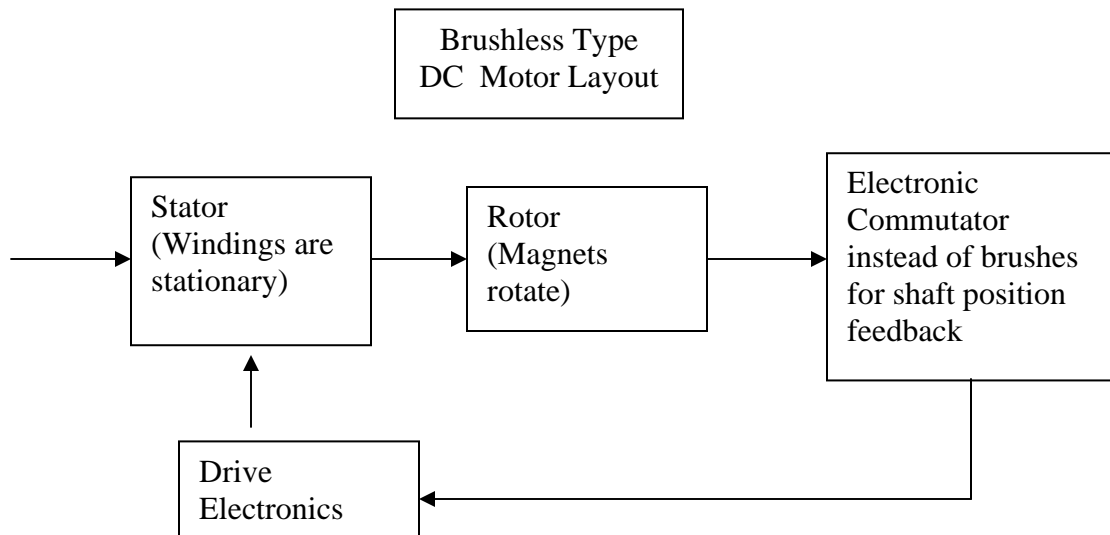 Brushless Type
DC  Motor Layout
Stator
(Windings are
stationary)
Rotor
(Magnets
rotate)
Electronic
Commutator
instead of brushes
for shaft position
feedback
Drive
Electronics